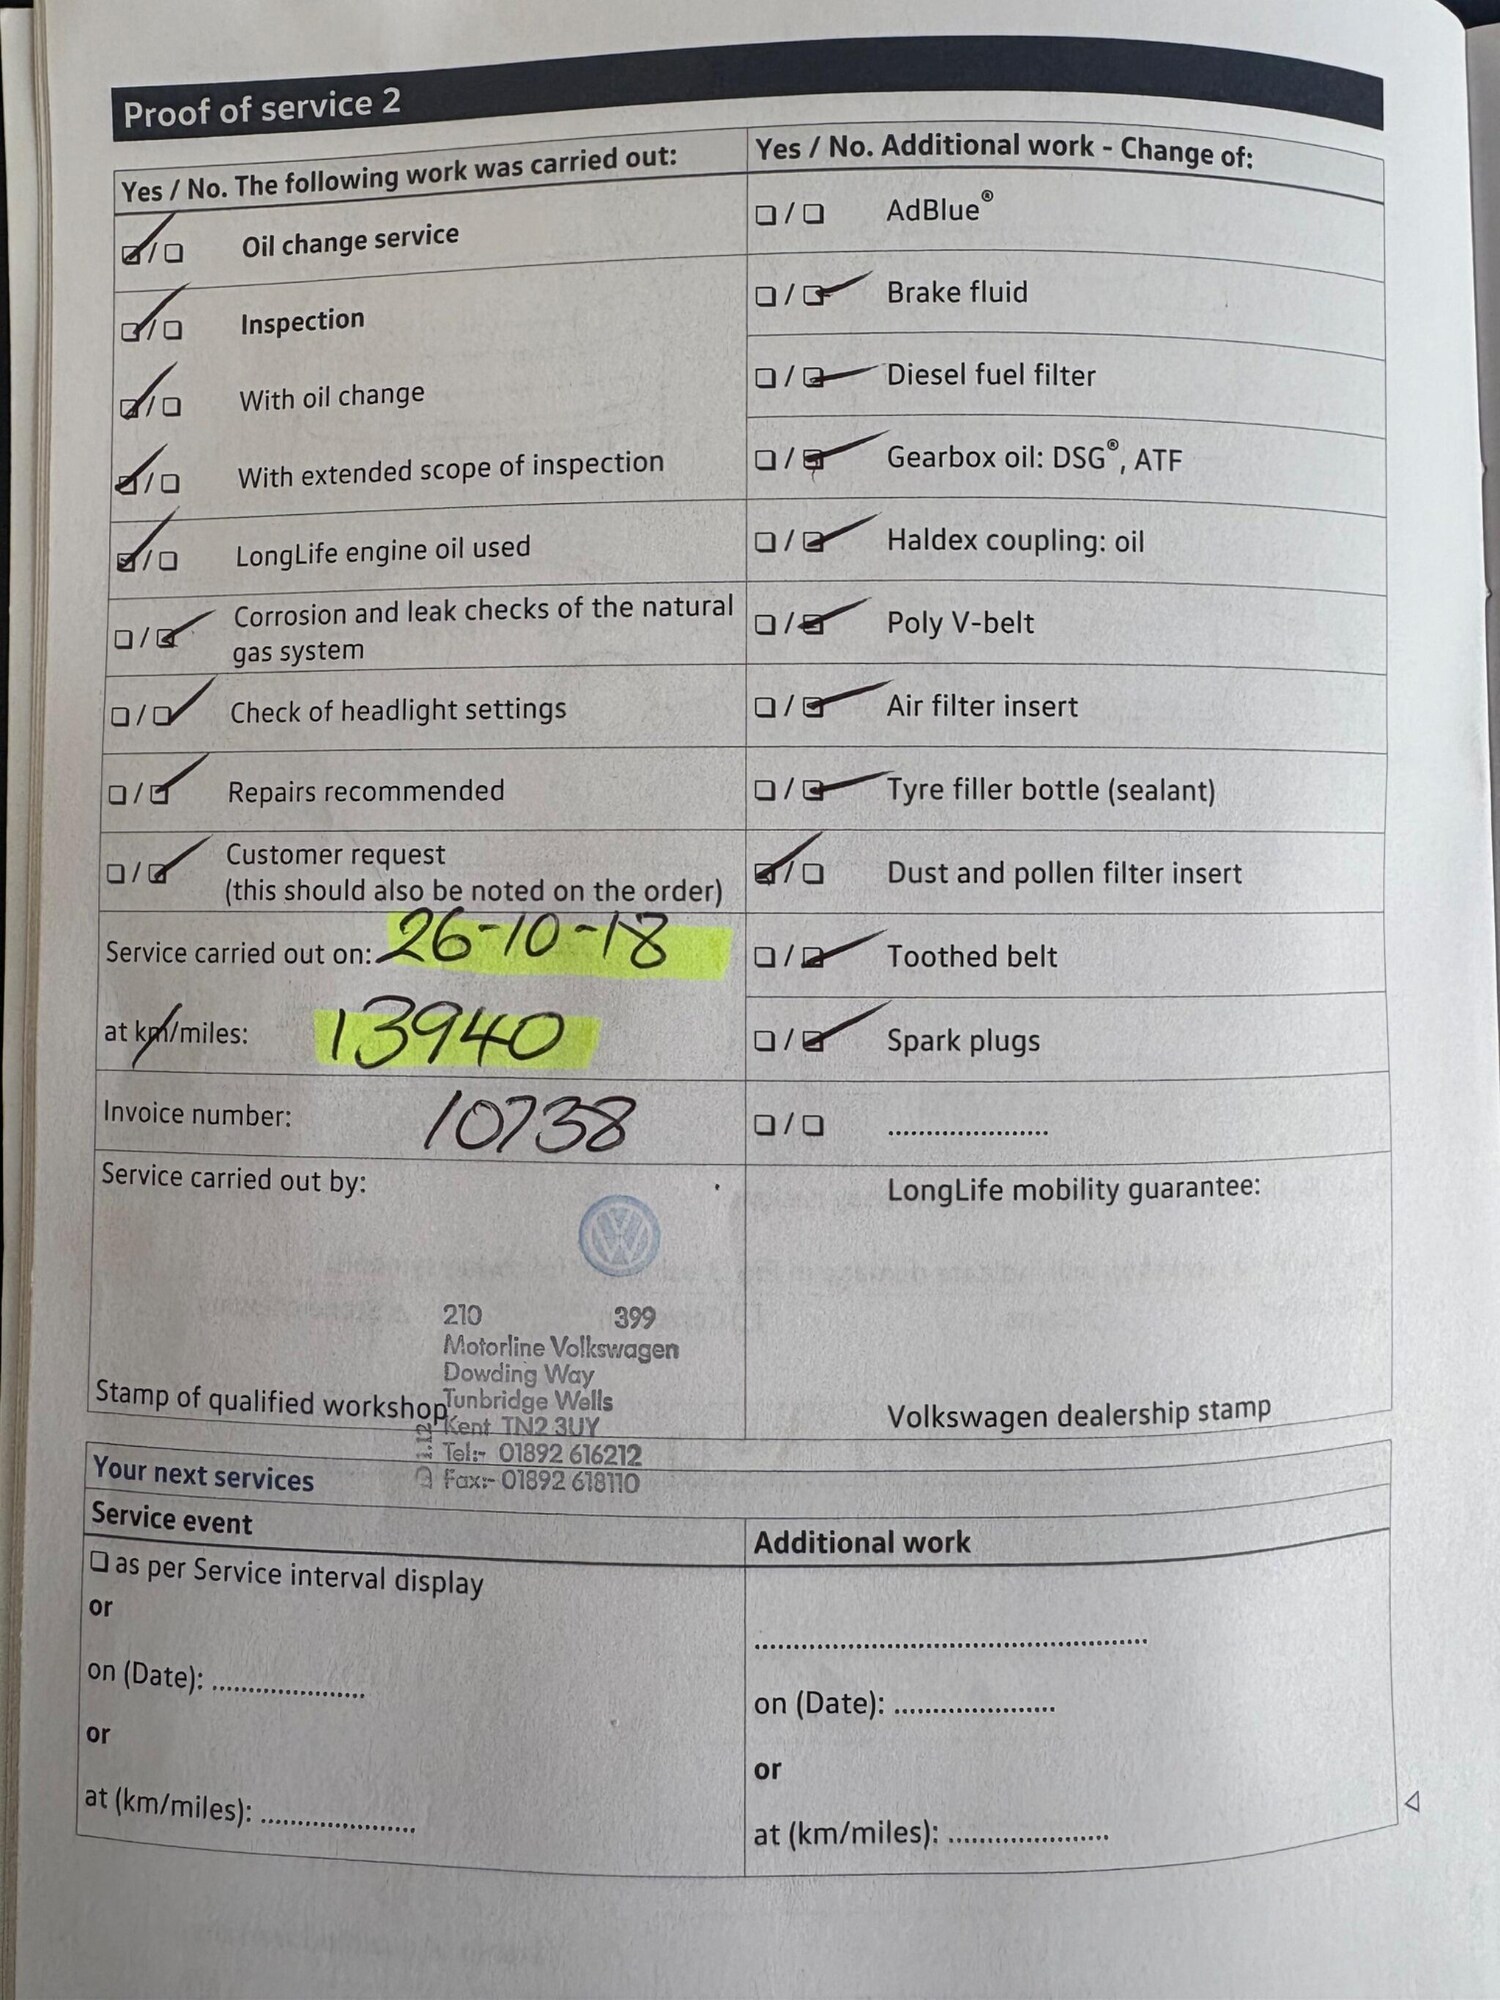 Proof of service 2
Yes / No. The following work was carried out:
☑/☐ Oil change service
☑/☐ Inspection
☑/☐ With oil change
☑/☐ With extended scope of inspection
☑/☐ LongLife engine oil used
☐/☑ Corrosion and leak checks of the natural
gas system
☐/☑ Check of headlight settings
☐/☑ Repairs recommended
☐/☑ Customer request
(this should also be noted on the order)
Service carried out on: 26-10-18
at km/miles: 13940
Invoice number: 10738
Service carried out by:
210 399
Motorline Volkswagen
Dowding Way
Tunbridge Wells
Kent TN2 3UY
Tel:- 01892 616212
Fax:- 01892 618110
Stamp of qualified workshop
Yes / No. Additional work - Change of:
☐/☐ AdBlue®
☐/☑ Brake fluid
☐/☑ Diesel fuel filter
☐/☑ Gearbox oil: DSG®, ATF
☐/☑ Haldex coupling: oil
☐/☑ Poly V-belt
☐/☑ Air filter insert
☐/☑ Tyre filler bottle (sealant)
☑/☐ Dust and pollen filter insert
☐/☑ Toothed belt
☐/☑ Spark plugs
☐/☐ .....................
LongLife mobility guarantee:
Volkswagen dealership stamp
Your next services
Service event
☐ as per Service interval display
or
on (Date): .....................
or
at (km/miles): .....................
Additional work
.....................................................
on (Date): .....................
or
at (km/miles): .....................